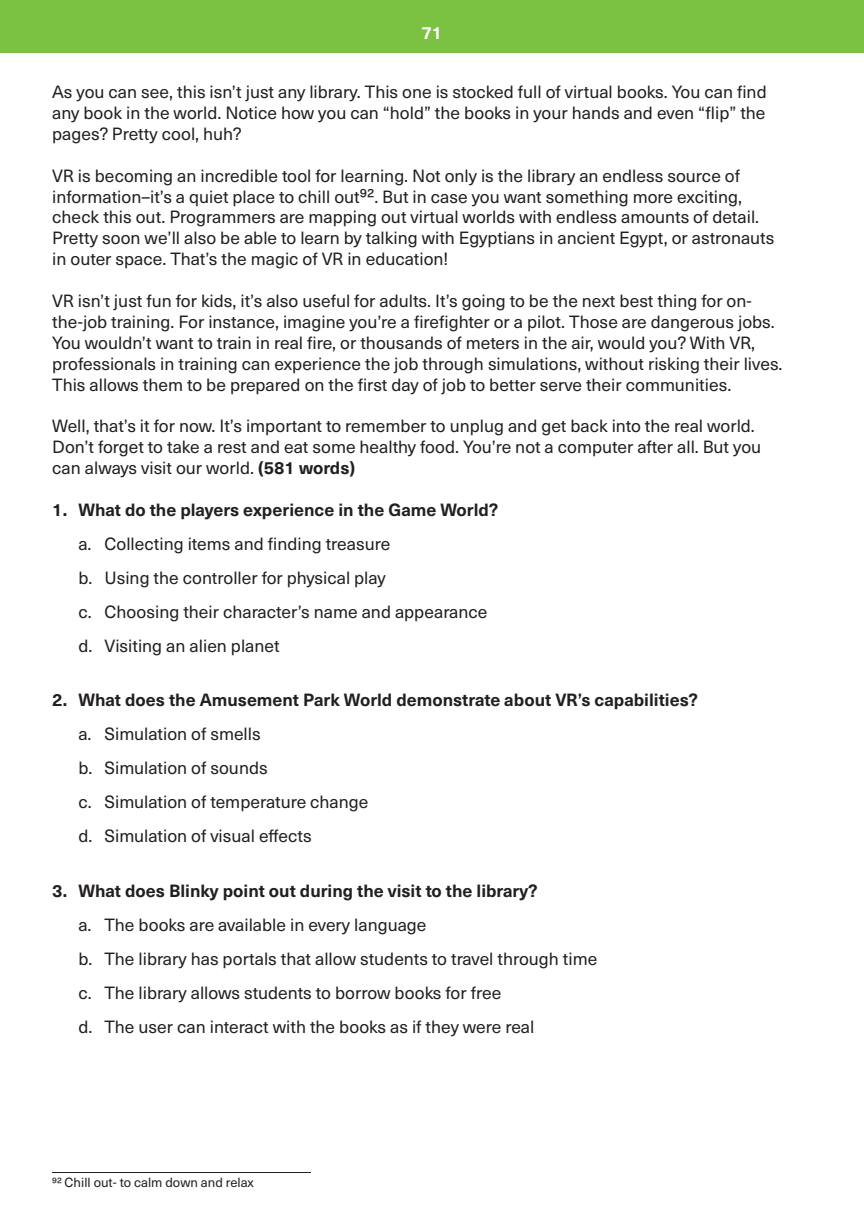 71
As you can see, this isn’t just any library. This one is stocked full of virtual books. You can find
any book in the world. Notice how you can “hold” the books in your hands and even “flip” the
pages? Pretty cool, huh?
VR is becoming an incredible tool for learning. Not only is the library an endless source of
information–it’s a quiet place to chill out⁹². But in case you want something more exciting,
check this out. Programmers are mapping out virtual worlds with endless amounts of detail.
Pretty soon we’ll also be able to learn by talking with Egyptians in ancient Egypt, or astronauts
in outer space. That’s the magic of VR in education!
VR isn’t just fun for kids, it’s also useful for adults. It’s going to be the next best thing for on-
the-job training. For instance, imagine you’re a firefighter or a pilot. Those are dangerous jobs.
You wouldn’t want to train in real fire, or thousands of meters in the air, would you? With VR,
professionals in training can experience the job through simulations, without risking their lives.
This allows them to be prepared on the first day of job to better serve their communities.
Well, that’s it for now. It’s important to remember to unplug and get back into the real world.
Don’t forget to take a rest and eat some healthy food. You’re not a computer after all. But you
can always visit our world. (581 words)
1. What do the players experience in the Game World?
a. Collecting items and finding treasure
b. Using the controller for physical play
c. Choosing their character’s name and appearance
d. Visiting an alien planet
2. What does the Amusement Park World demonstrate about VR’s capabilities?
a. Simulation of smells
b. Simulation of sounds
c. Simulation of temperature change
d. Simulation of visual effects
3. What does Blinky point out during the visit to the library?
a. The books are available in every language
b. The library has portals that allow students to travel through time
c. The library allows students to borrow books for free
d. The user can interact with the books as if they were real
⁹² Chill out- to calm down and relax